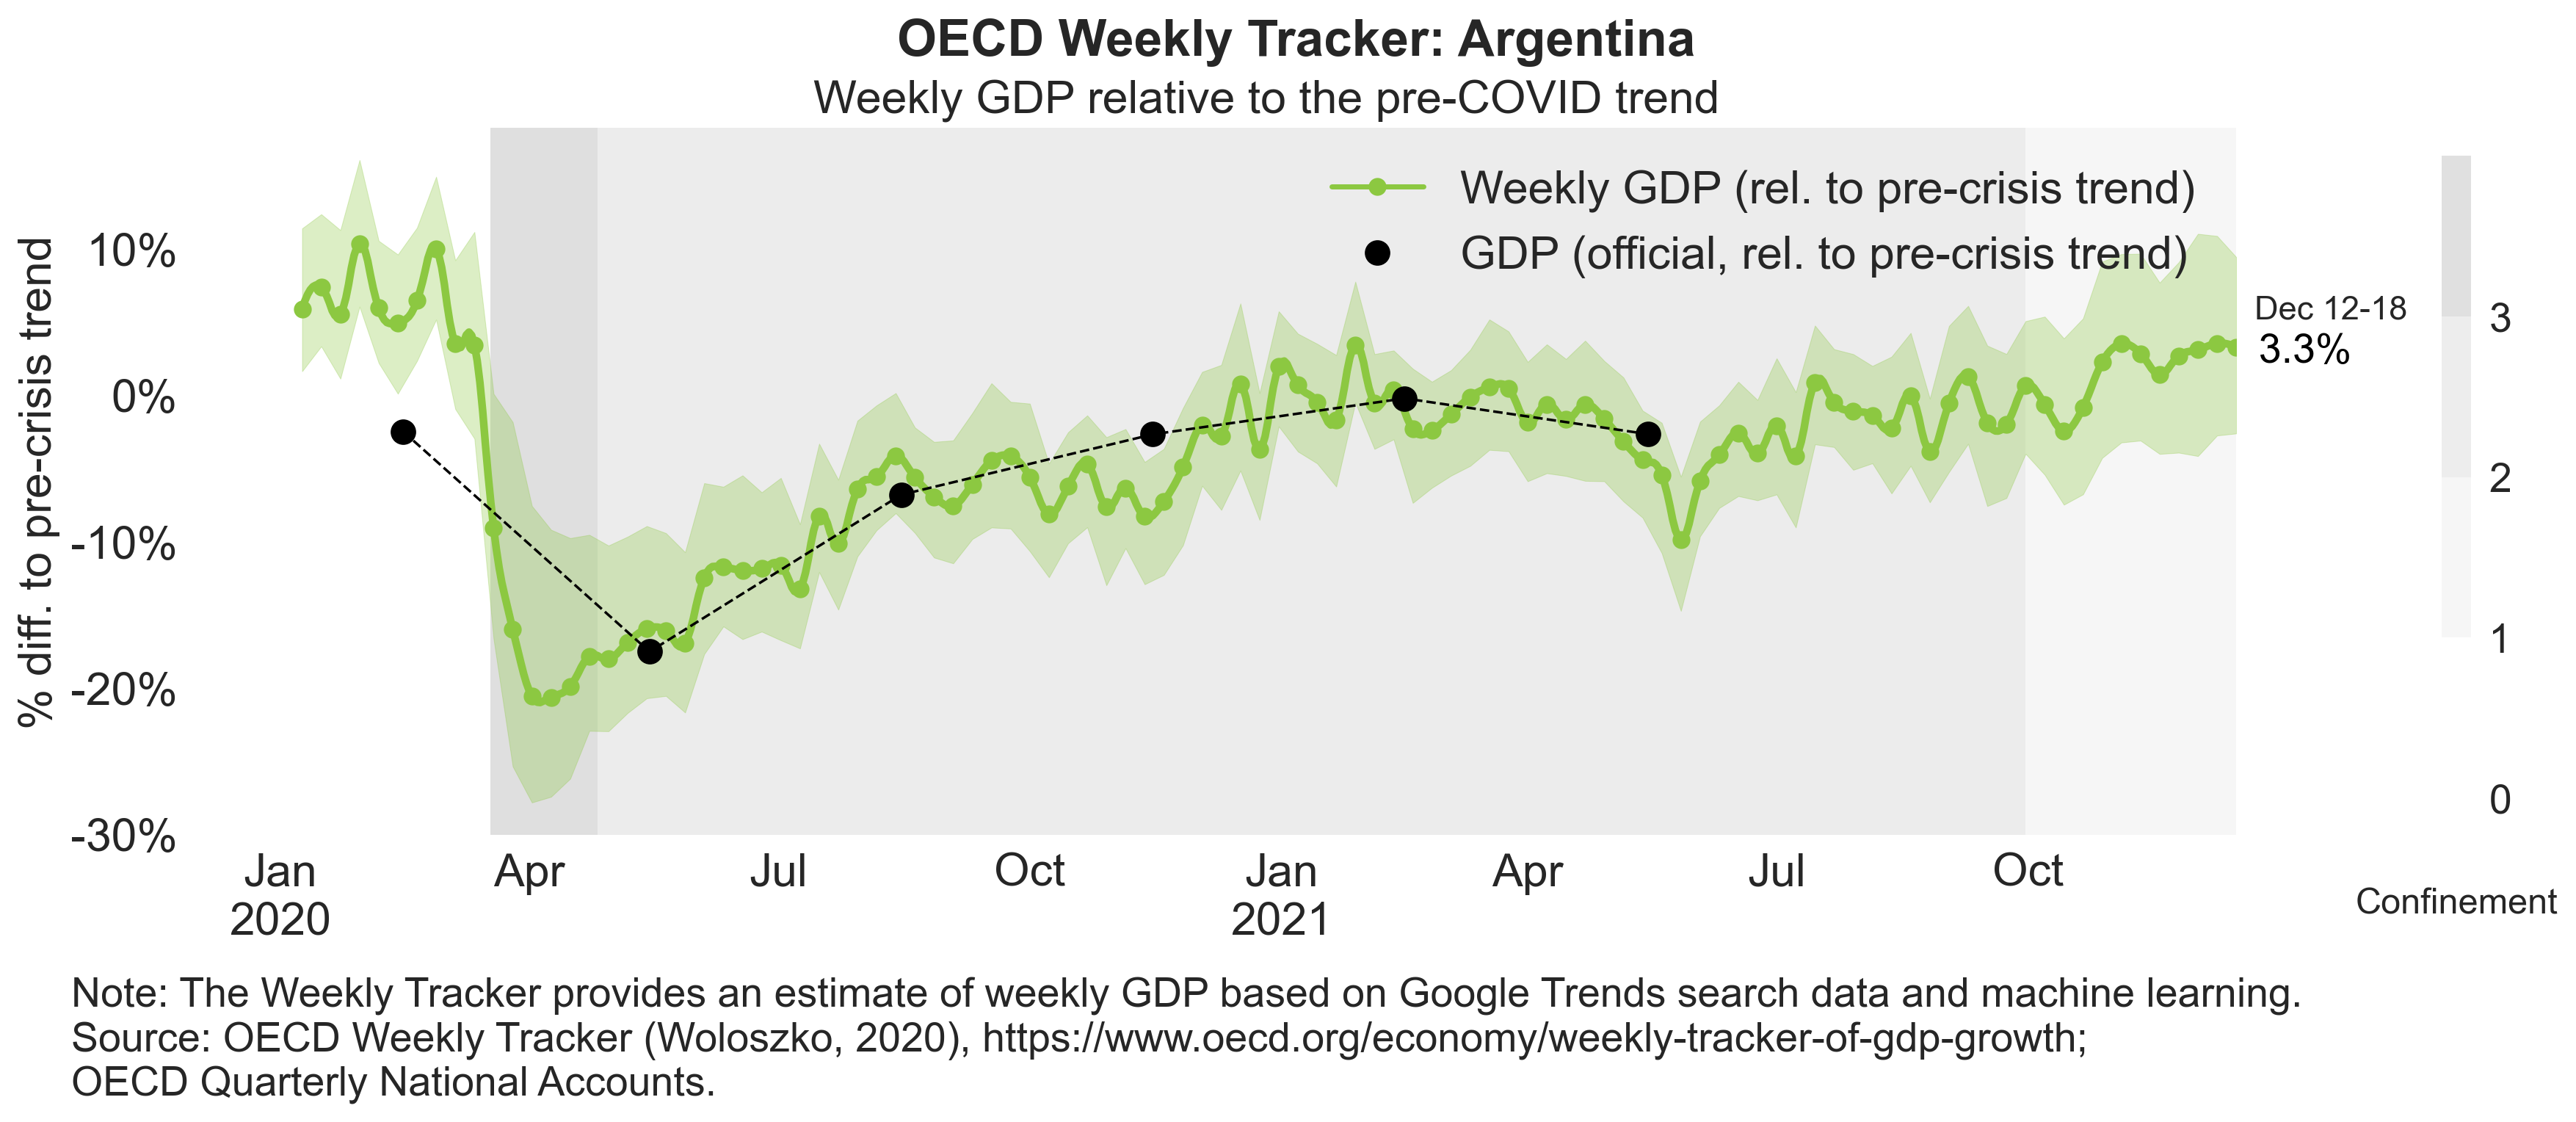 OECD Weekly Tracker: Argentina
Weekly GDP relative to the pre-COVID trend
Weekly GDP (rel. to pre-crisis trend)
GDP (official, rel. to pre-crisis trend)
% diff. to pre-crisis trend
10%
0%
-10%
-20%
-30%
Jan
2020
Apr
Jul
Oct
Jan
2021
Apr
Jul
Oct
Dec 12-18
3.3%
3
2
1
0
Confinement
Note: The Weekly Tracker provides an estimate of weekly GDP based on Google Trends search data and machine learning.
Source: OECD Weekly Tracker (Woloszko, 2020), https://www.oecd.org/economy/weekly-tracker-of-gdp-growth;
OECD Quarterly National Accounts.